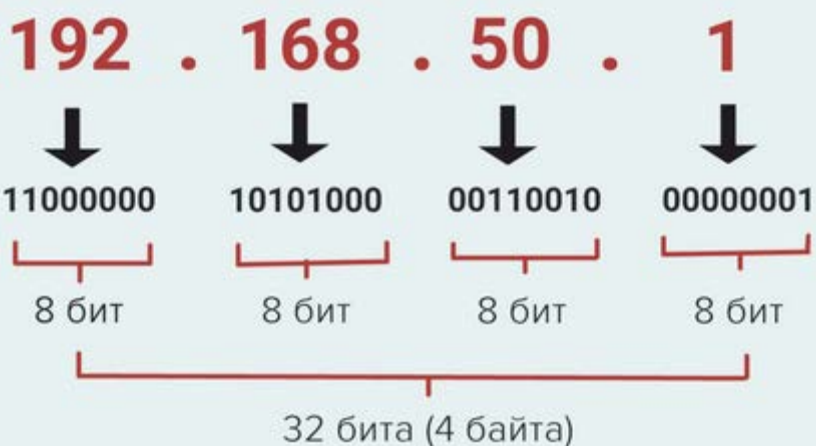 192 . 168 . 50 . 1
11000000 10101000 00110010 00000001
8 бит 8 бит 8 бит 8 бит
32 бита (4 байта)